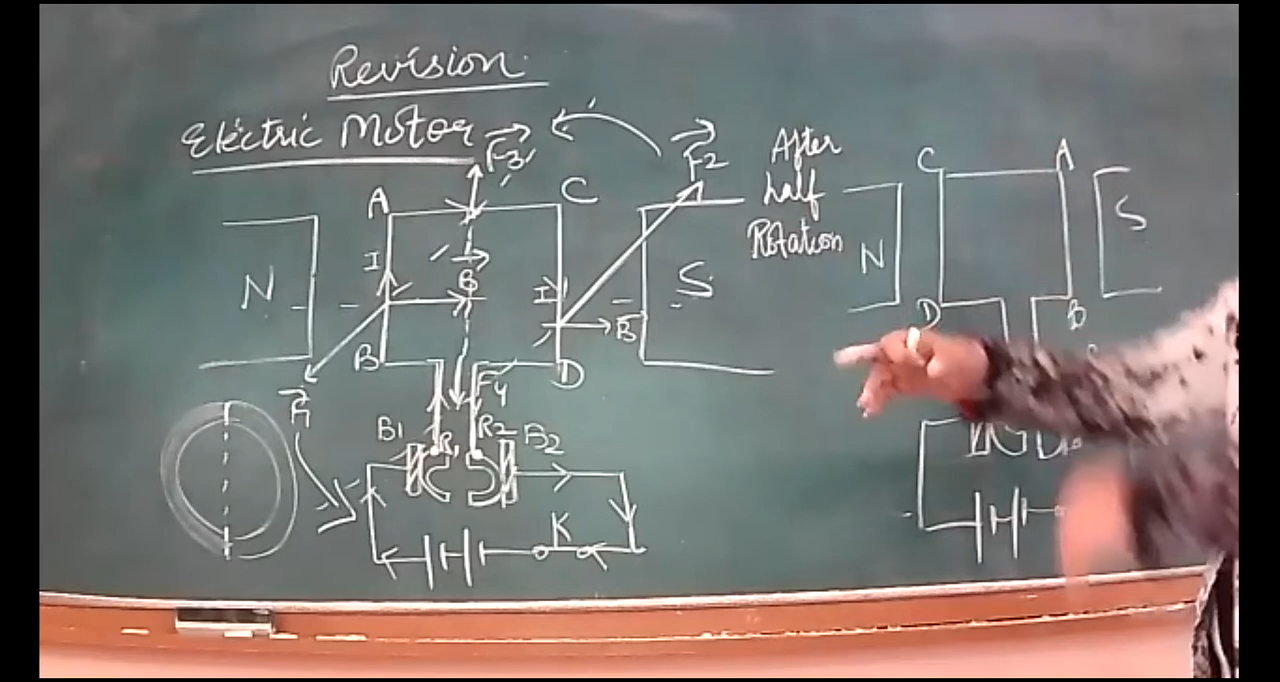 Revision
Electric Motor
F3
F2
After
half
Rotation
A
C
N
I
B
I
S
B
B
D
F1
F4
B1
R1
R2
B2
K
C
A
N
S
D
B